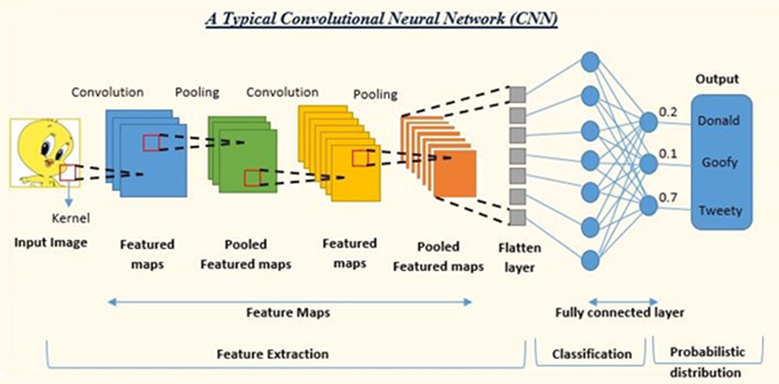 A Typical Convolutional Neural Network (CNN)
Convolution
Pooling
Convolution
Pooling
Output
0.2
Donald
0.1
Goofy
0.7
Tweety
Kernel
Input Image
Featured
maps
Pooled
Featured maps
Featured
maps
Pooled
Featured maps
Flatten
layer
Feature Maps
Fully connected layer
Feature Extraction
Classification
Probabilistic
distribution